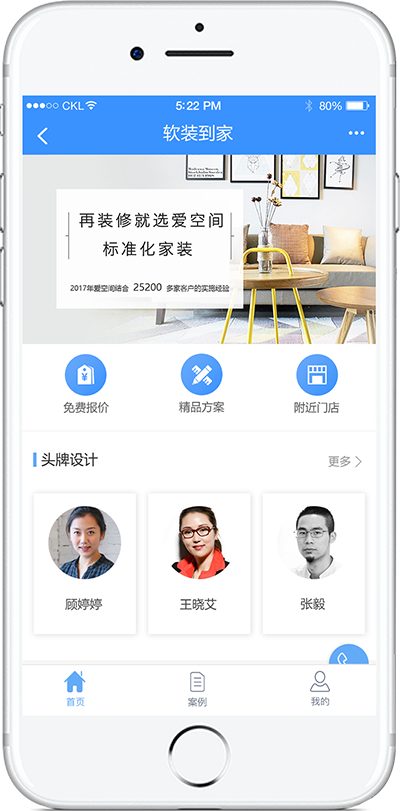 CKL 5:22 PM 80%
软装到家
再装修就选爱空间
标准化家装
2017年爱空间结合 25200 多家客户的实施经验
免费报价 精品方案 附近门店
头牌设计 更多
顾婷婷 王晓艾 张毅
首页 案例 我的